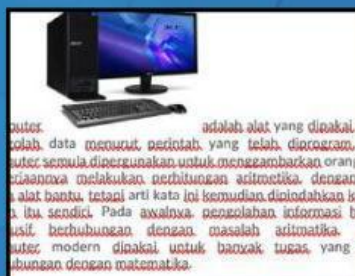 puter adalah alat yang dipakai
olah data menurut perintah yang telah diprogram.
puter semula dipergunakan untuk menggambarkan orang
erjaannya melakukan perhitungan aritmetika, dengan
alat bantu, tetapi arti kata ini kemudian dipindahkan k
n itu sendiri. Pada awalnya, pengolahan informasi h
usif berhubungan dengan masalah aritmatika,
puter modern dipakai untuk banyak tugas yang
ubungan dengan matematika.